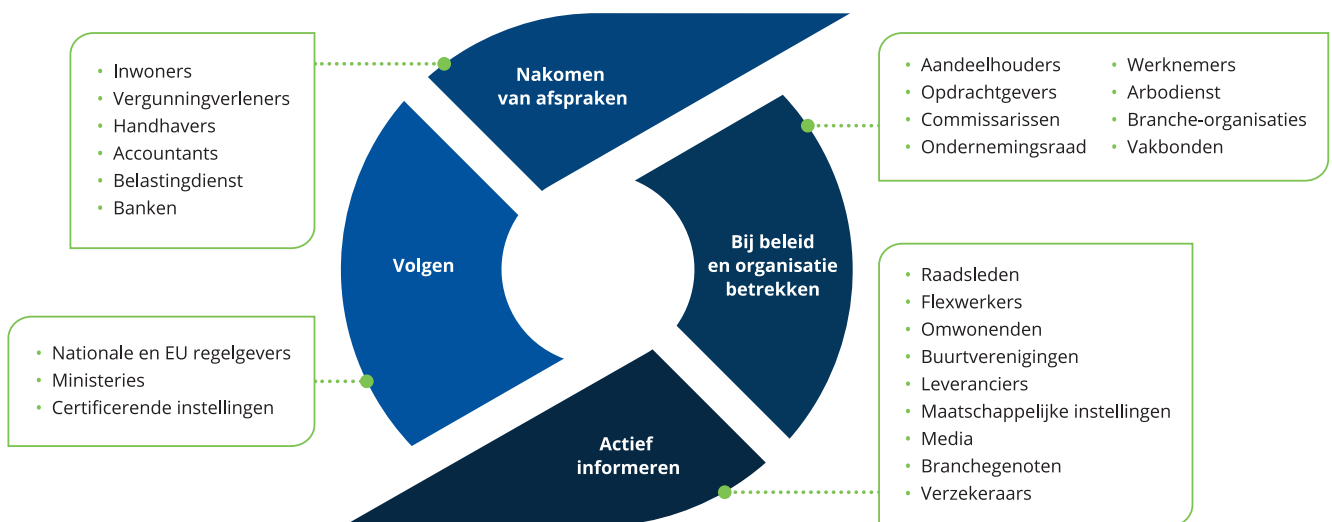 Nakomen
van afspraken
Inwoners
Vergunningverleners
Handhavers
Accountants
Belastingdienst
Banken
Bij beleid
en organisatie
betrekken
Aandeelhouders
Opdrachtgevers
Commissarissen
Ondernemingsraad
Werknemers
Arbodienst
Branche-organisaties
Vakbonden
Volgen
Nationale en EU regelgevers
Ministeries
Certificerende instellingen
Actief
informeren
Raadsleden
Flexwerkers
Omwonenden
Buurtverenigingen
Leveranciers
Maatschappelijke instellingen
Media
Branchegenoten
Verzekeraars